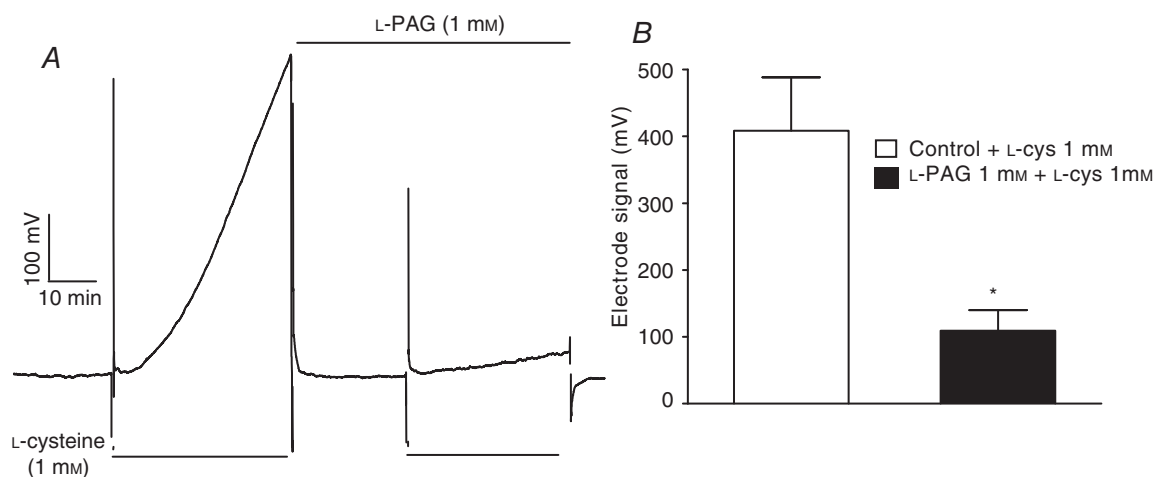 A
L-PAG (1 mM)
100 mV
10 min
L-cysteine
(1 mM)
B
Electrode signal (mV)
500
400
300
200
100
0
*
Control + L-cys 1 mM
L-PAG 1 mM + L-cys 1mM